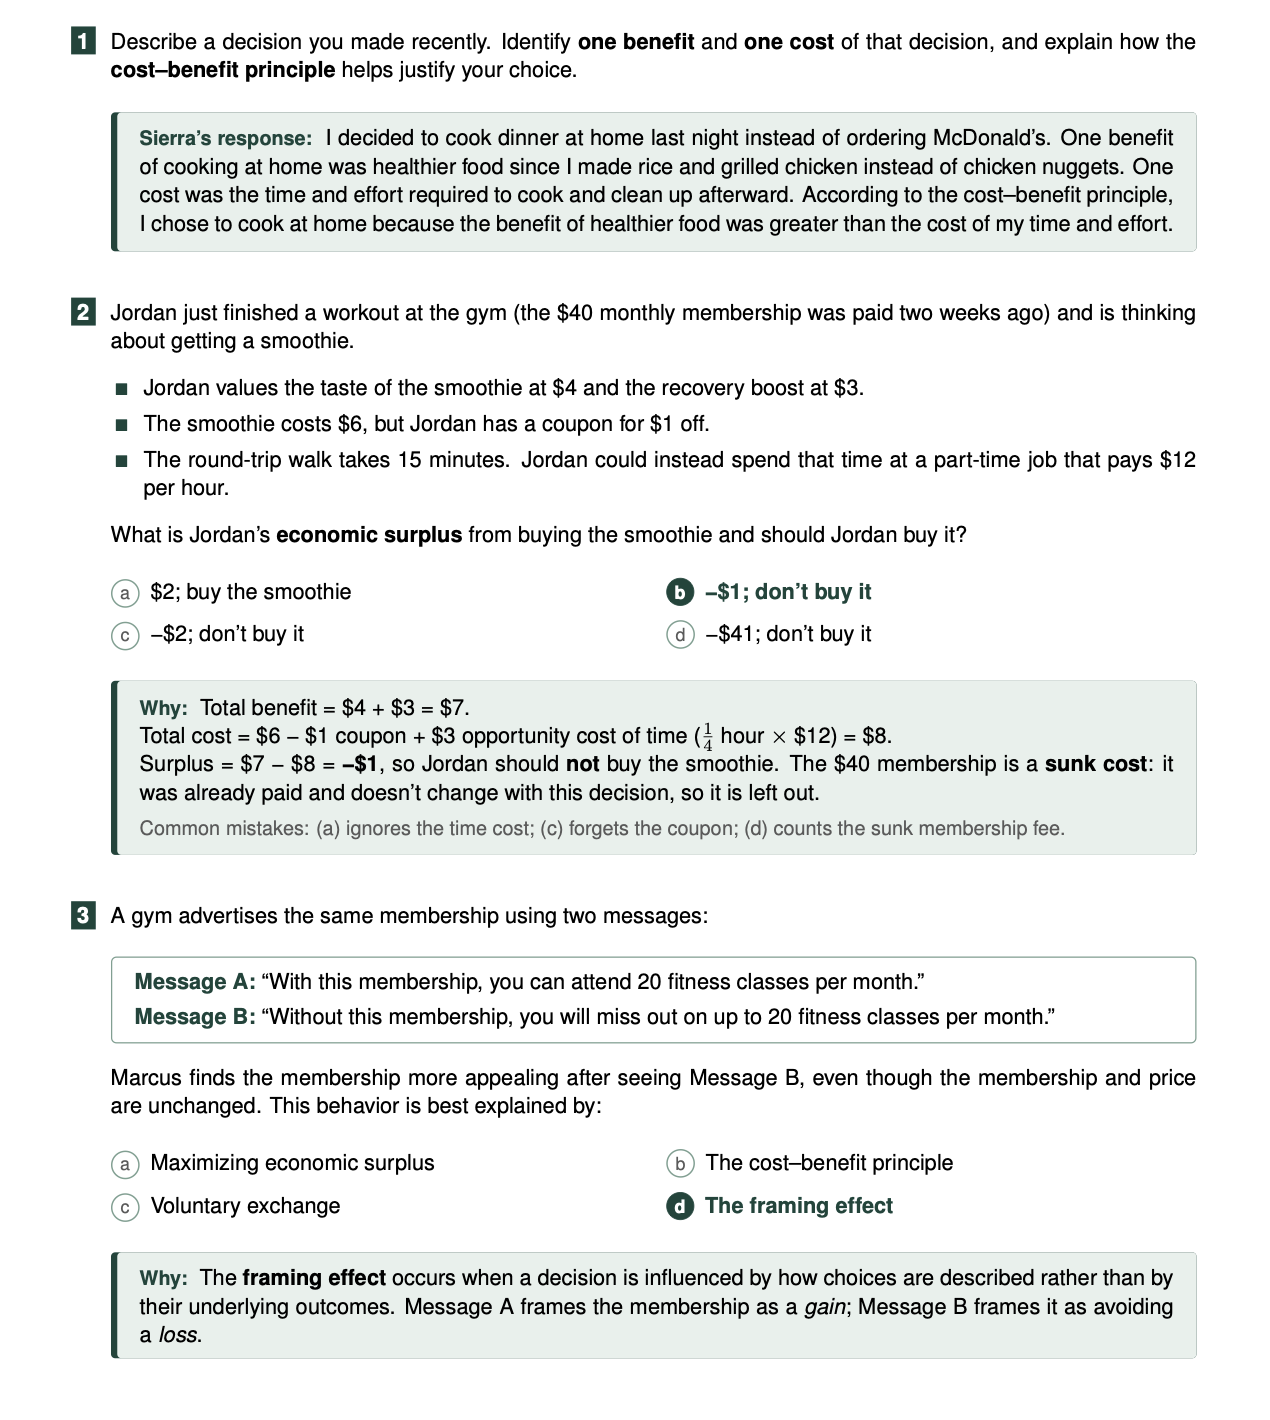 1 Describe a decision you made recently. Identify one benefit and one cost of that decision, and explain how the
cost–benefit principle helps justify your choice.
Sierra’s response: I decided to cook dinner at home last night instead of ordering McDonald’s. One benefit
of cooking at home was healthier food since I made rice and grilled chicken instead of chicken nuggets. One
cost was the time and effort required to cook and clean up afterward. According to the cost–benefit principle,
I chose to cook at home because the benefit of healthier food was greater than the cost of my time and effort.
2 Jordan just finished a workout at the gym (the $40 monthly membership was paid two weeks ago) and is thinking
about getting a smoothie.
■ Jordan values the taste of the smoothie at $4 and the recovery boost at $3.
■ The smoothie costs $6, but Jordan has a coupon for $1 off.
■ The round-trip walk takes 15 minutes. Jordan could instead spend that time at a part-time job that pays $12
per hour.
What is Jordan’s economic surplus from buying the smoothie and should Jordan buy it?
a $2; buy the smoothie
b –$1; don’t buy it
c –$2; don’t buy it
d –$41; don’t buy it
Why: Total benefit = $4 + $3 = $7.
Total cost = $6 – $1 coupon + $3 opportunity cost of time (1/4 hour × $12) = $8.
Surplus = $7 – $8 = –$1, so Jordan should not buy the smoothie. The $40 membership is a sunk cost: it
was already paid and doesn’t change with this decision, so it is left out.
Common mistakes: (a) ignores the time cost; (c) forgets the coupon; (d) counts the sunk membership fee.
3 A gym advertises the same membership using two messages:
Message A: “With this membership, you can attend 20 fitness classes per month.”
Message B: “Without this membership, you will miss out on up to 20 fitness classes per month.”
Marcus finds the membership more appealing after seeing Message B, even though the membership and price
are unchanged. This behavior is best explained by:
a Maximizing economic surplus
b The cost–benefit principle
c Voluntary exchange
d The framing effect
Why: The framing effect occurs when a decision is influenced by how choices are described rather than by
their underlying outcomes. Message A frames the membership as a gain; Message B frames it as avoiding
a loss.